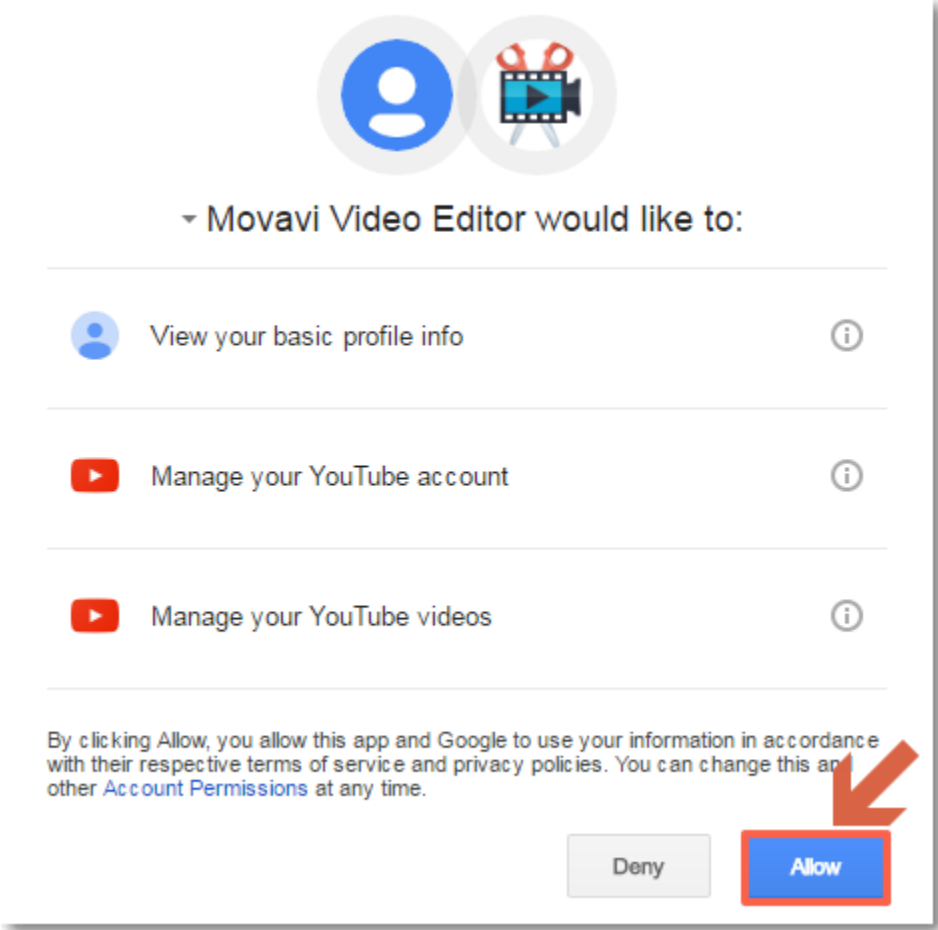 Movavi Video Editor would like to:
View your basic profile info
Manage your YouTube account
Manage your YouTube videos
By clicking Allow, you allow this app and Google to use your information in accordance
with their respective terms of service and privacy policies. You can change this and
other Account Permissions at any time.
Deny
Allow